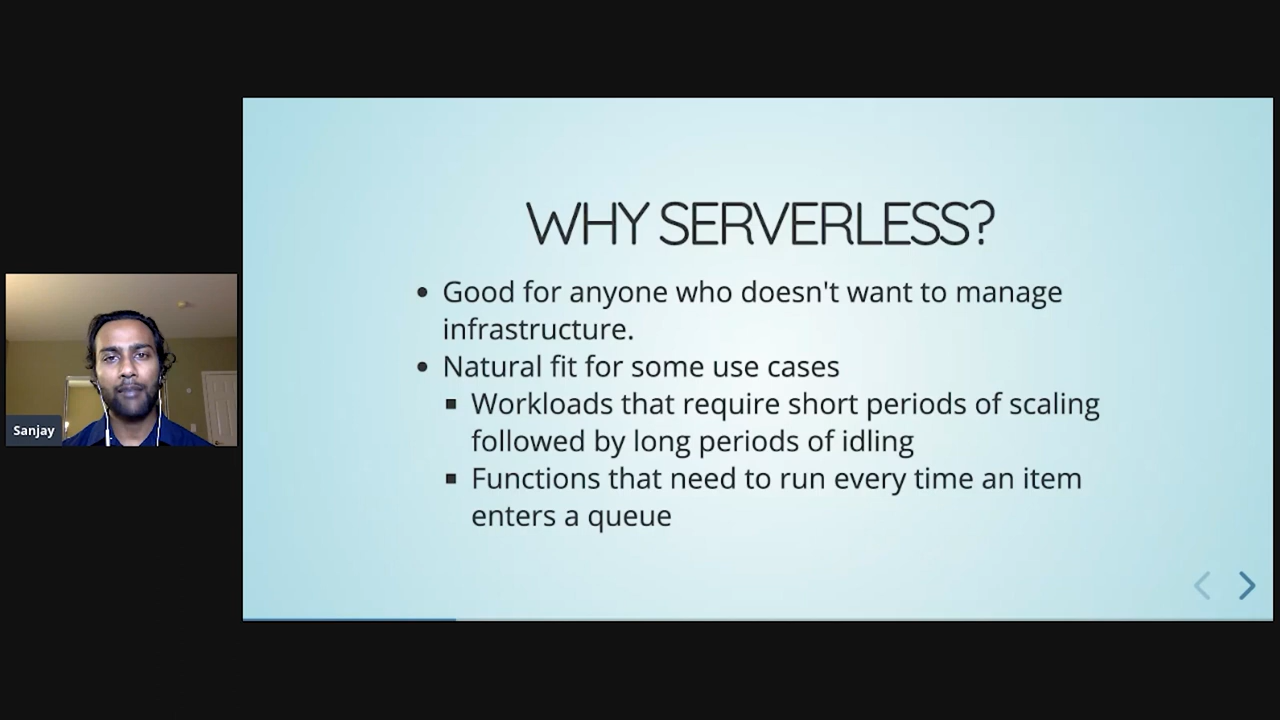 WHY SERVERLESS?
Good for anyone who doesn't want to manage
infrastructure.
Natural fit for some use cases
Workloads that require short periods of scaling
followed by long periods of idling
Functions that need to run every time an item
enters a queue
Sanjay